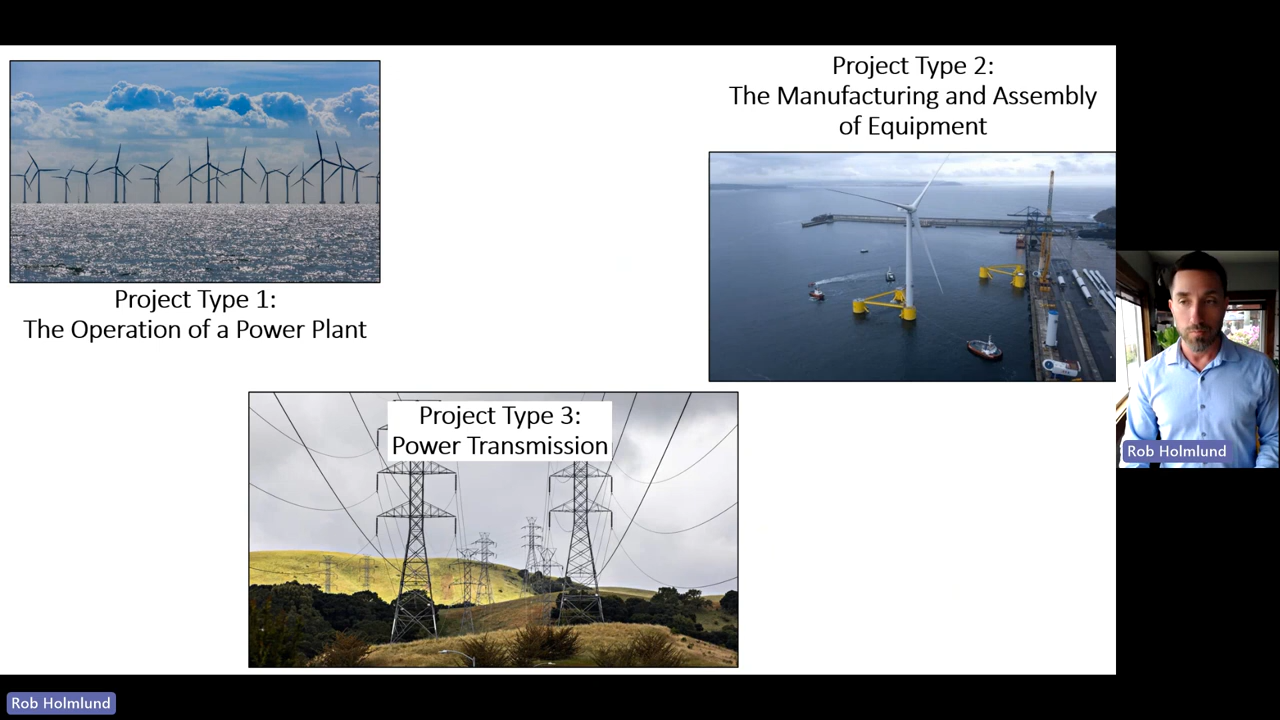 Project Type 1:
The Operation of a Power Plant
Project Type 2:
The Manufacturing and Assembly
of Equipment
Project Type 3:
Power Transmission
Rob Holmlund
Rob Holmlund